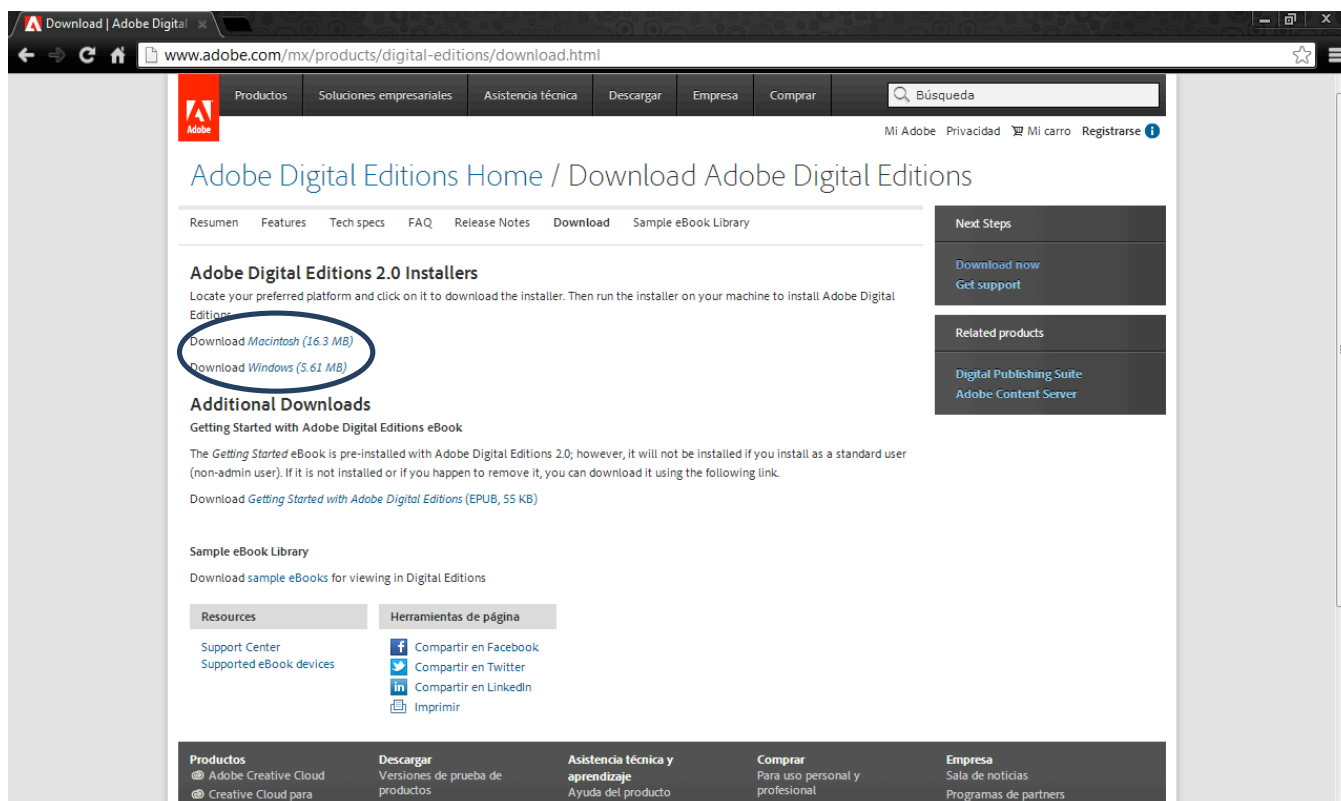 Download | Adobe Digital
www.adobe.com/mx/products/digital-editions/download.html
Adobe
Productos Soluciones empresariales Asistencia técnica Descargar Empresa Comprar Búsqueda
Mi Adobe Privacidad Mi carro Registrarse
Adobe Digital Editions Home / Download Adobe Digital Editions
Resumen Features Tech specs FAQ Release Notes Download Sample eBook Library
Adobe Digital Editions 2.0 Installers
Locate your preferred platform and click on it to download the installer. Then run the installer on your machine to install Adobe Digital
Editions
Download Macintosh (16.3 MB)
Download Windows (5.61 MB)
Additional Downloads
Getting Started with Adobe Digital Editions eBook
The Getting Started eBook is pre-installed with Adobe Digital Editions 2.0; however, it will not be installed if you install as a standard user
(non-admin user). If it is not installed or if you happen to remove it, you can download it using the following link.
Download Getting Started with Adobe Digital Editions (EPUB, 55 KB)
Sample eBook Library
Download sample eBooks for viewing in Digital Editions
Resources
Support Center
Supported eBook devices
Herramientas de página
Compartir en Facebook
Compartir en Twitter
Compartir en LinkedIn
Imprimir
Next Steps
Download now
Get support
Related products
Digital Publishing Suite
Adobe Content Server
Productos
Adobe Creative Cloud
Creative Cloud para
Descargar
Versiones de prueba de
productos
Asistencia técnica y
aprendizaje
Ayuda del producto
Comprar
Para uso personal y
profesional
Empresa
Sala de noticias
Programas de partners